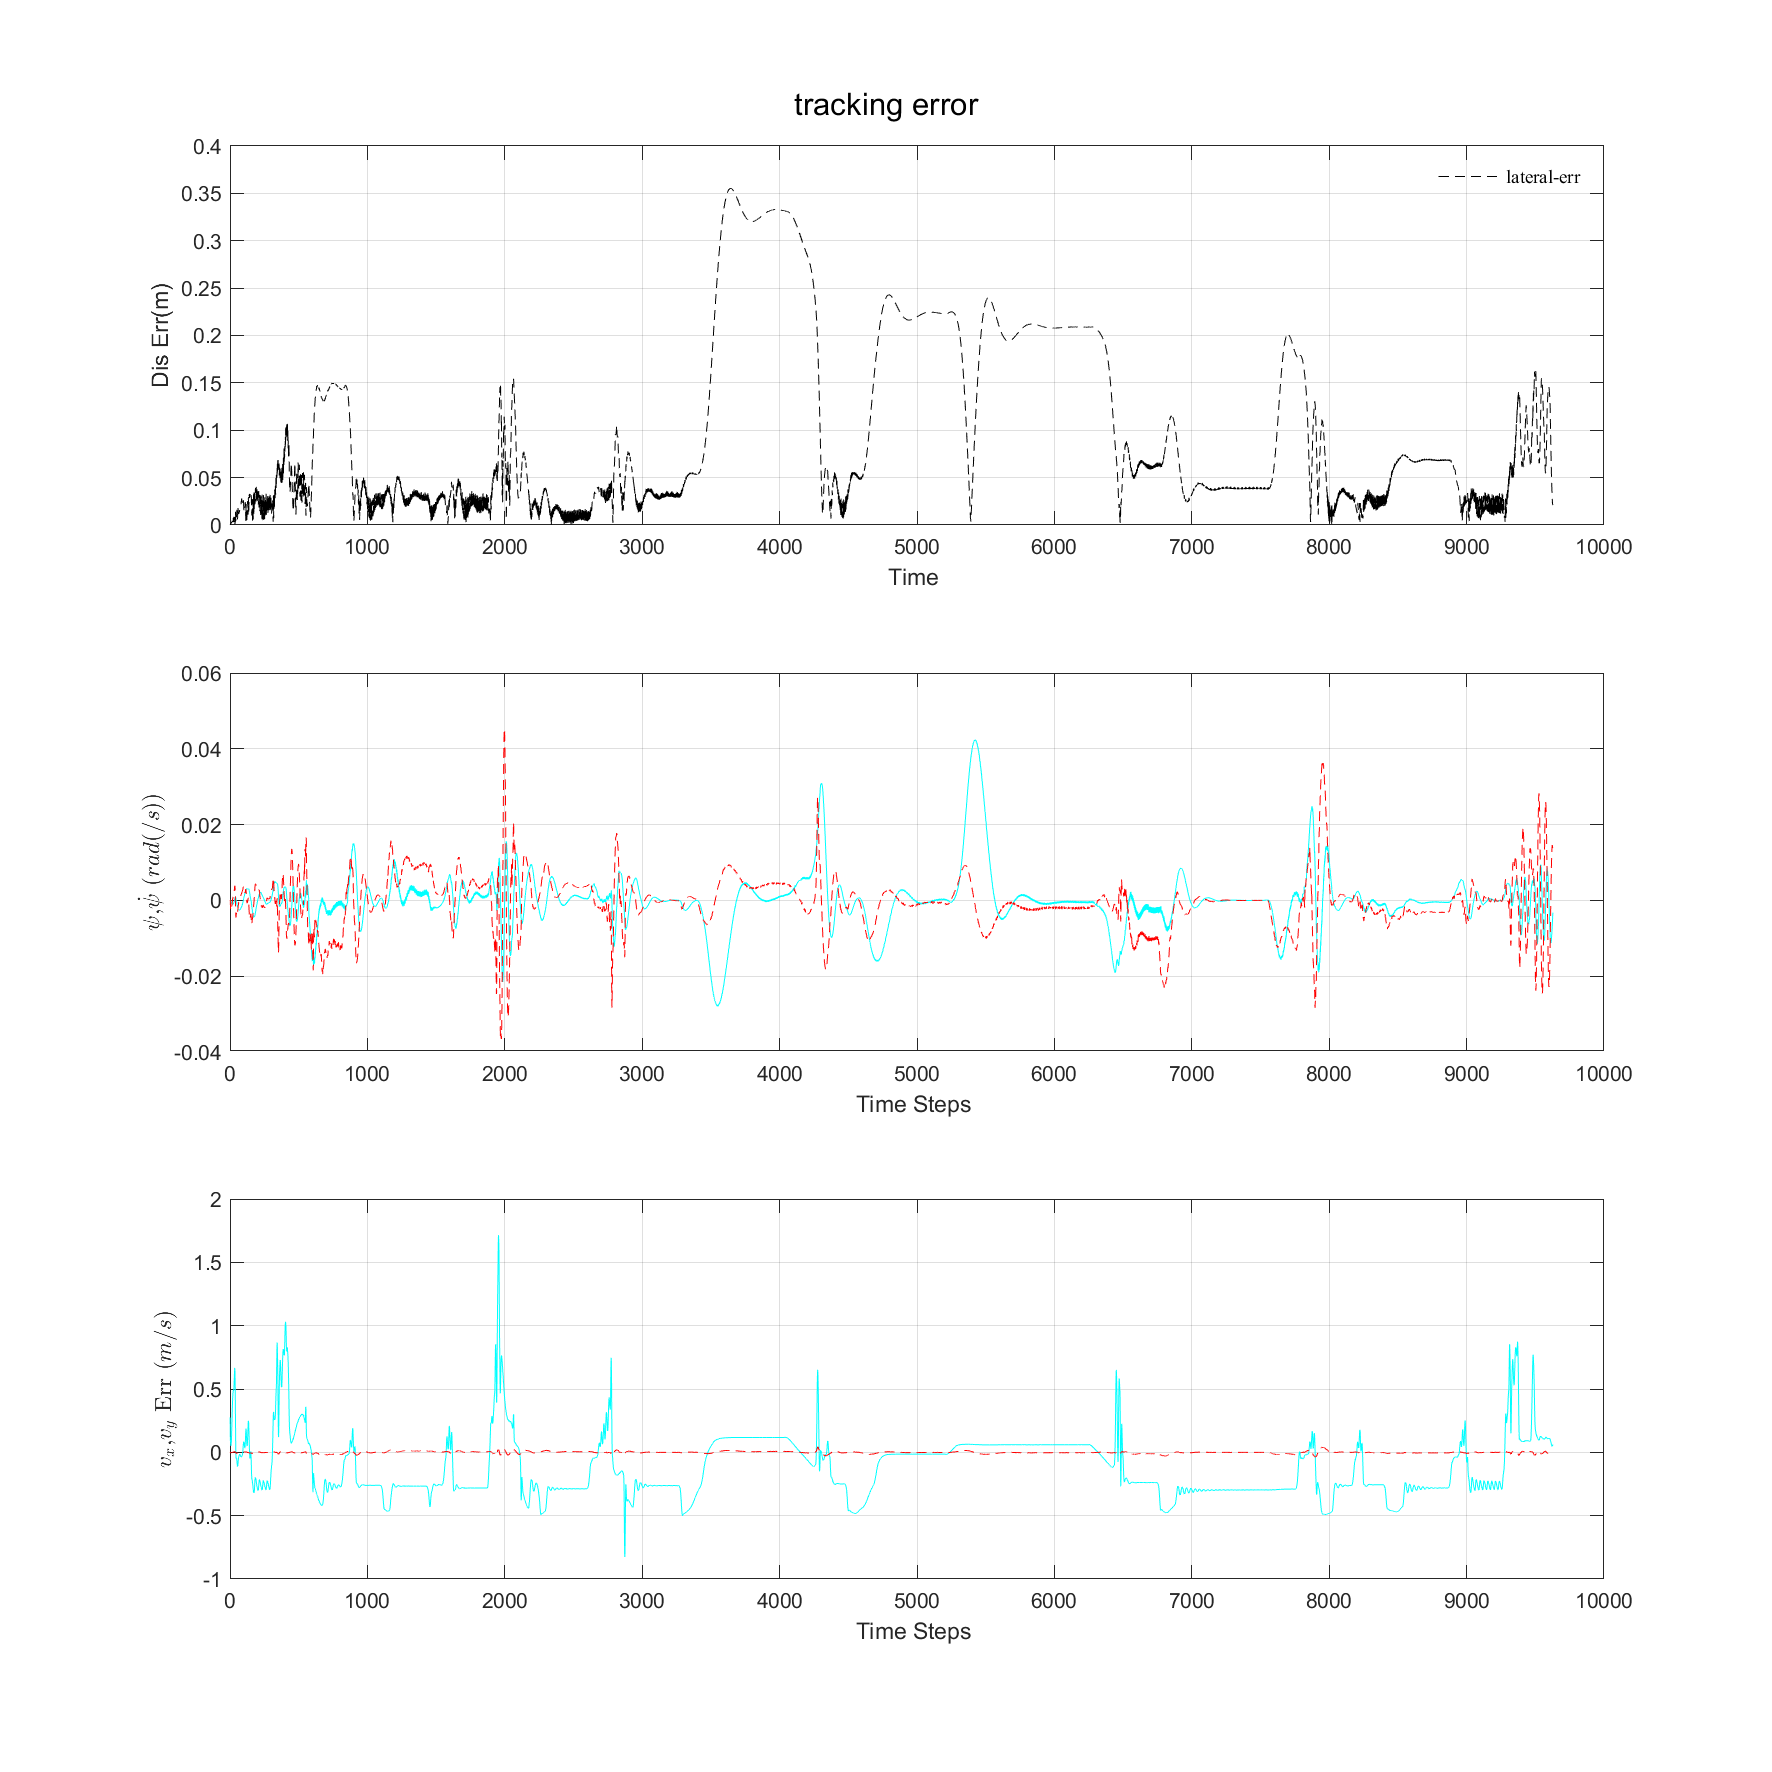 tracking error
0.4
0.35
0.3
0.25
0.2
0.15
0.1
0.05
0
Dis Err(m)
lateral-err
0 1000 2000 3000 4000 5000 6000 7000 8000 9000 10000
Time
0.06
0.04
0.02
0
-0.02
-0.04
ψ,ψ̇ (rad(/s))
0 1000 2000 3000 4000 5000 6000 7000 8000 9000 10000
Time Steps
2
1.5
1
0.5
0
-0.5
-1
vₓ,v_y Err (m/s)
0 1000 2000 3000 4000 5000 6000 7000 8000 9000 10000
Time Steps